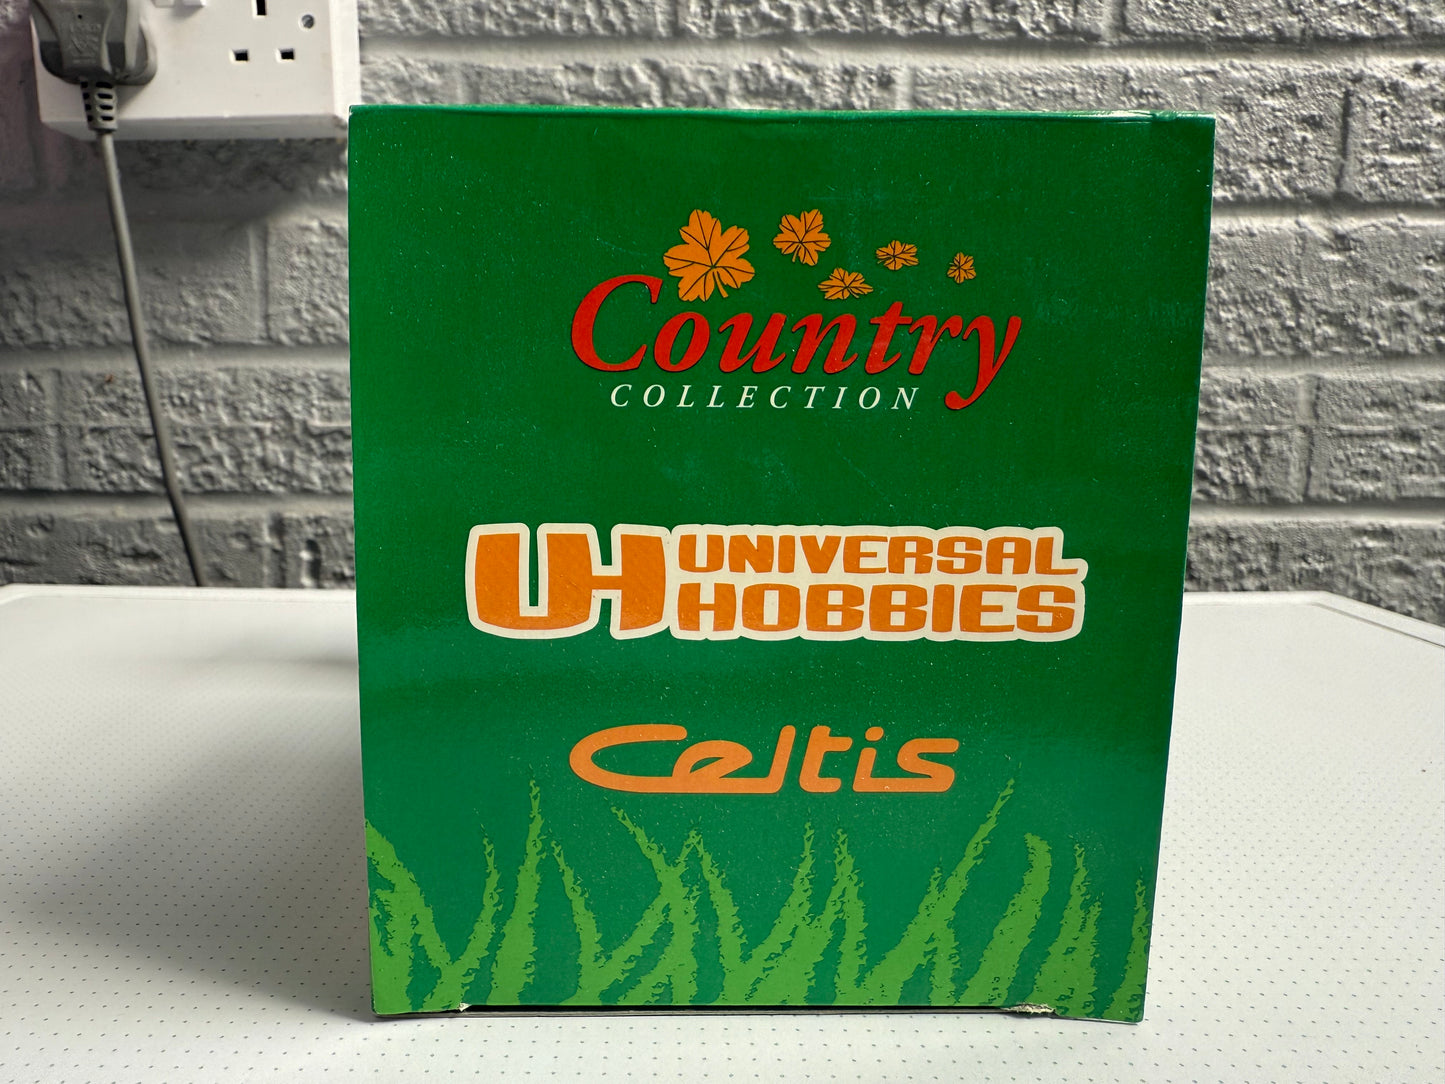 Country
COLLECTION
UH UNIVERSAL
HOBBIES
Celtis